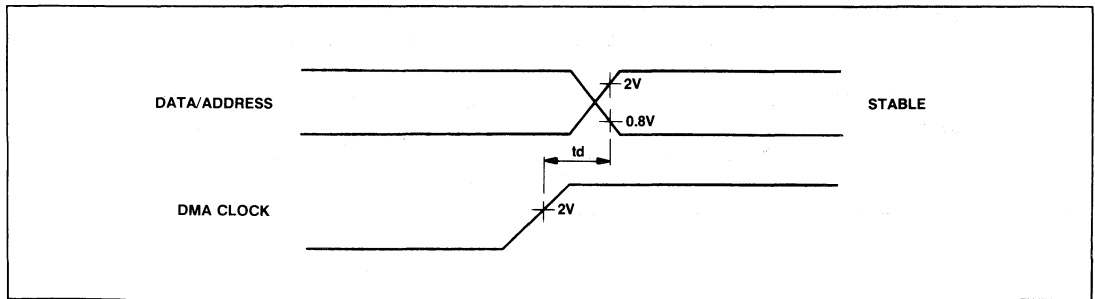 2V
DATA/ADDRESS
STABLE
0.8V
td
DMA CLOCK
2V